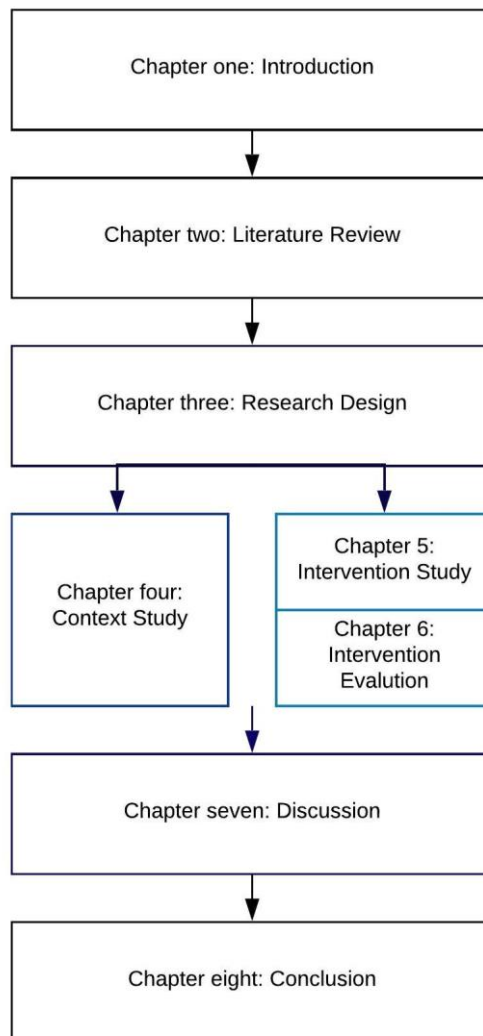 Chapter one: Introduction
Chapter two: Literature Review
Chapter three: Research Design
Chapter four:
Context Study
Chapter 5:
Intervention Study
Chapter 6:
Intervention
Evalution
Chapter seven: Discussion
Chapter eight: Conclusion